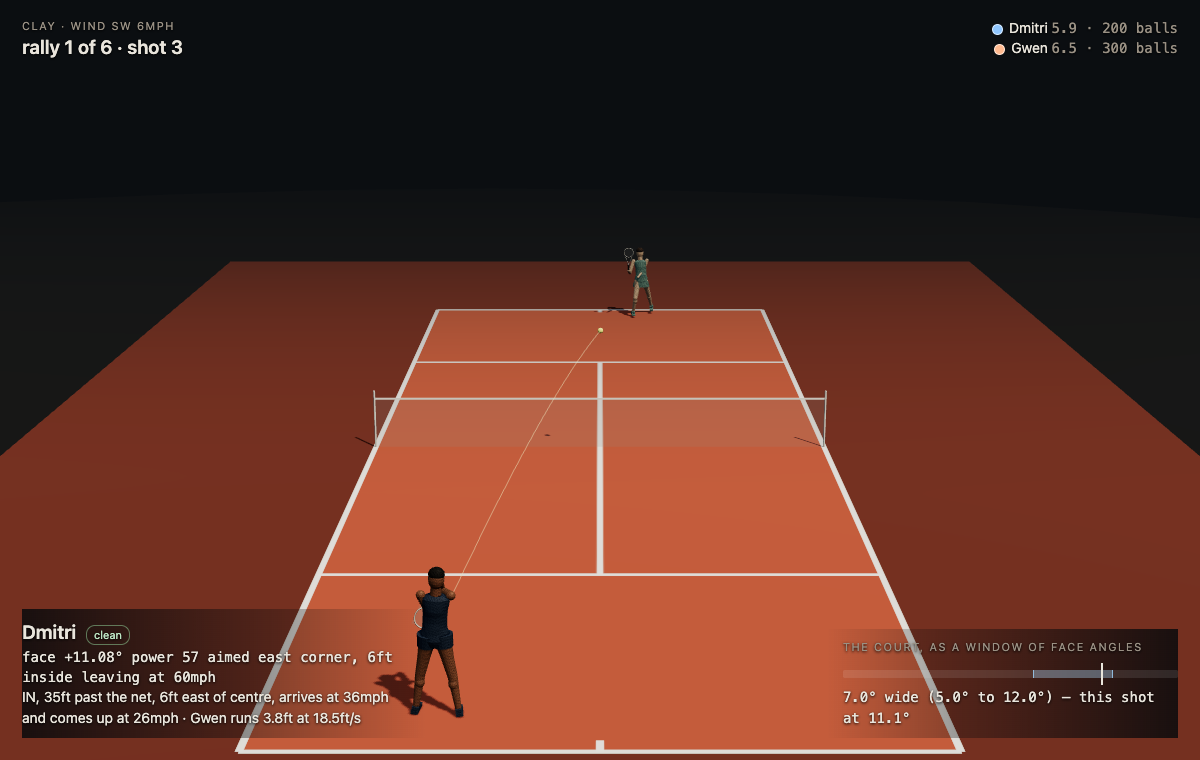 CLAY · WIND SW 6MPH
rally 1 of 6 · shot 3
Dmitri 5.9 · 200 balls
Gwen 6.5 · 300 balls
Dmitri clean
face +11.08° power 57 aimed east corner, 6ft
inside leaving at 60mph
IN, 35ft past the net, 6ft east of centre, arrives at 36mph
and comes up at 26mph · Gwen runs 3.8ft at 18.5ft/s
THE COURT, AS A WINDOW OF FACE ANGLES
7.0° wide (5.0° to 12.0°) — this shot
at 11.1°